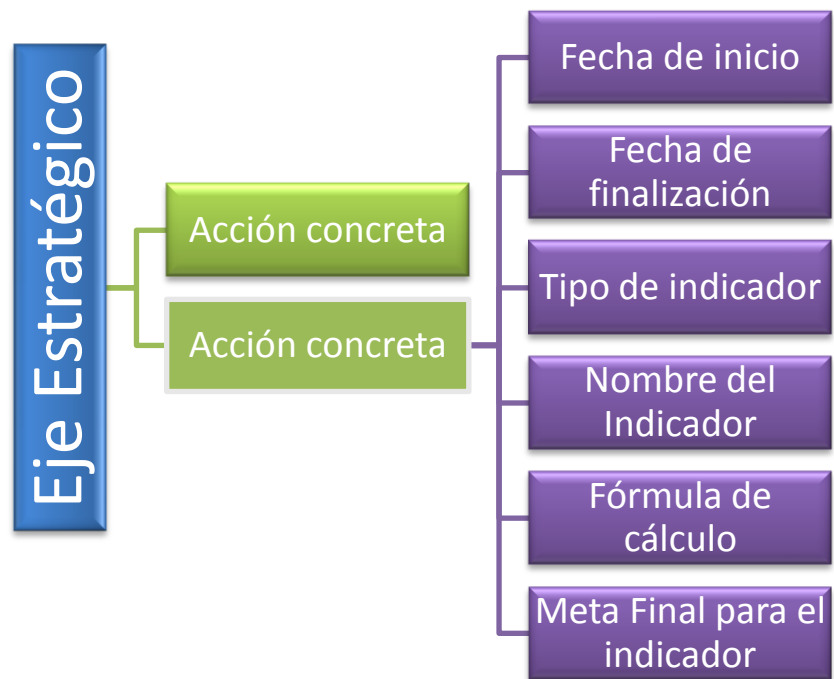 Eje Estratégico
Acción concreta
Acción concreta
Fecha de inicio
Fecha de
finalización
Tipo de indicador
Nombre del
Indicador
Fórmula de
cálculo
Meta Final para el
indicador